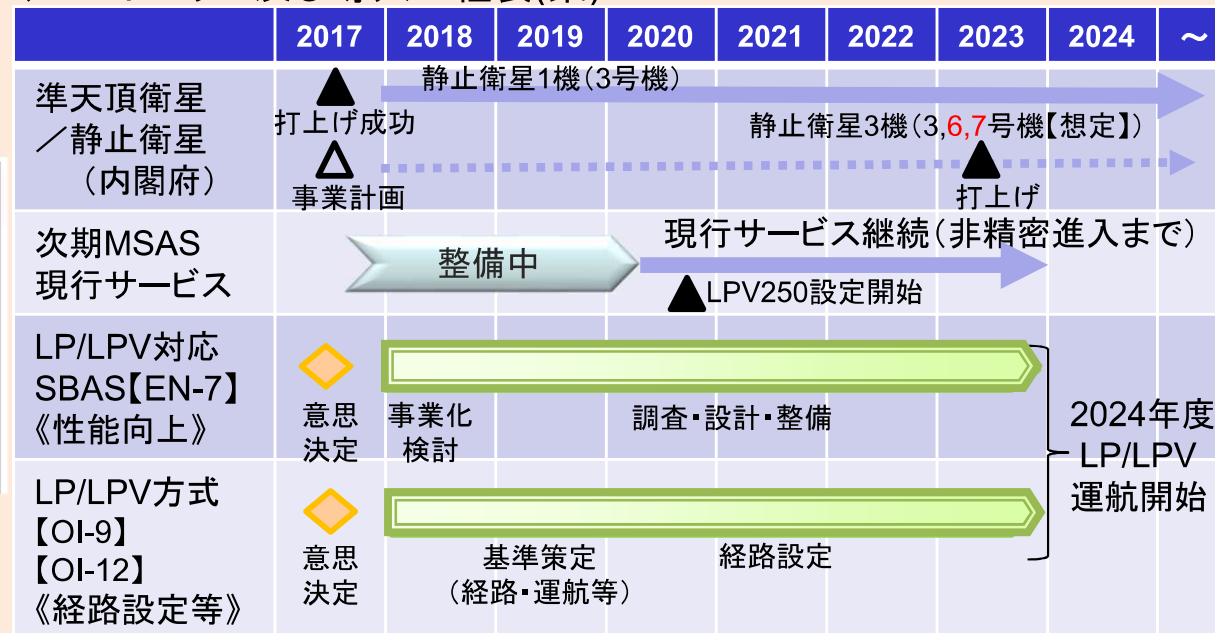 2017 2018 2019 2020 2021 2022 2023 2024 ～
準天頂衛星
／静止衛星
（内閣府）
静止衛星1機（3号機）
打上げ成功
静止衛星3機（3,6,7号機【想定】）
事業計画
打上げ
次期MSAS
現行サービス
整備中
現行サービス継続（非精密進入まで）
LPV250設定開始
LP/LPV対応
SBAS【EN-7】
《性能向上》
意思
決定
事業化
検討
調査・設計・整備
LP/LPV方式
【OI-9】
【OI-12】
《経路設定等》
意思
決定
基準策定
（経路・運航等）
経路設定
2024年度
LP/LPV
運航開始